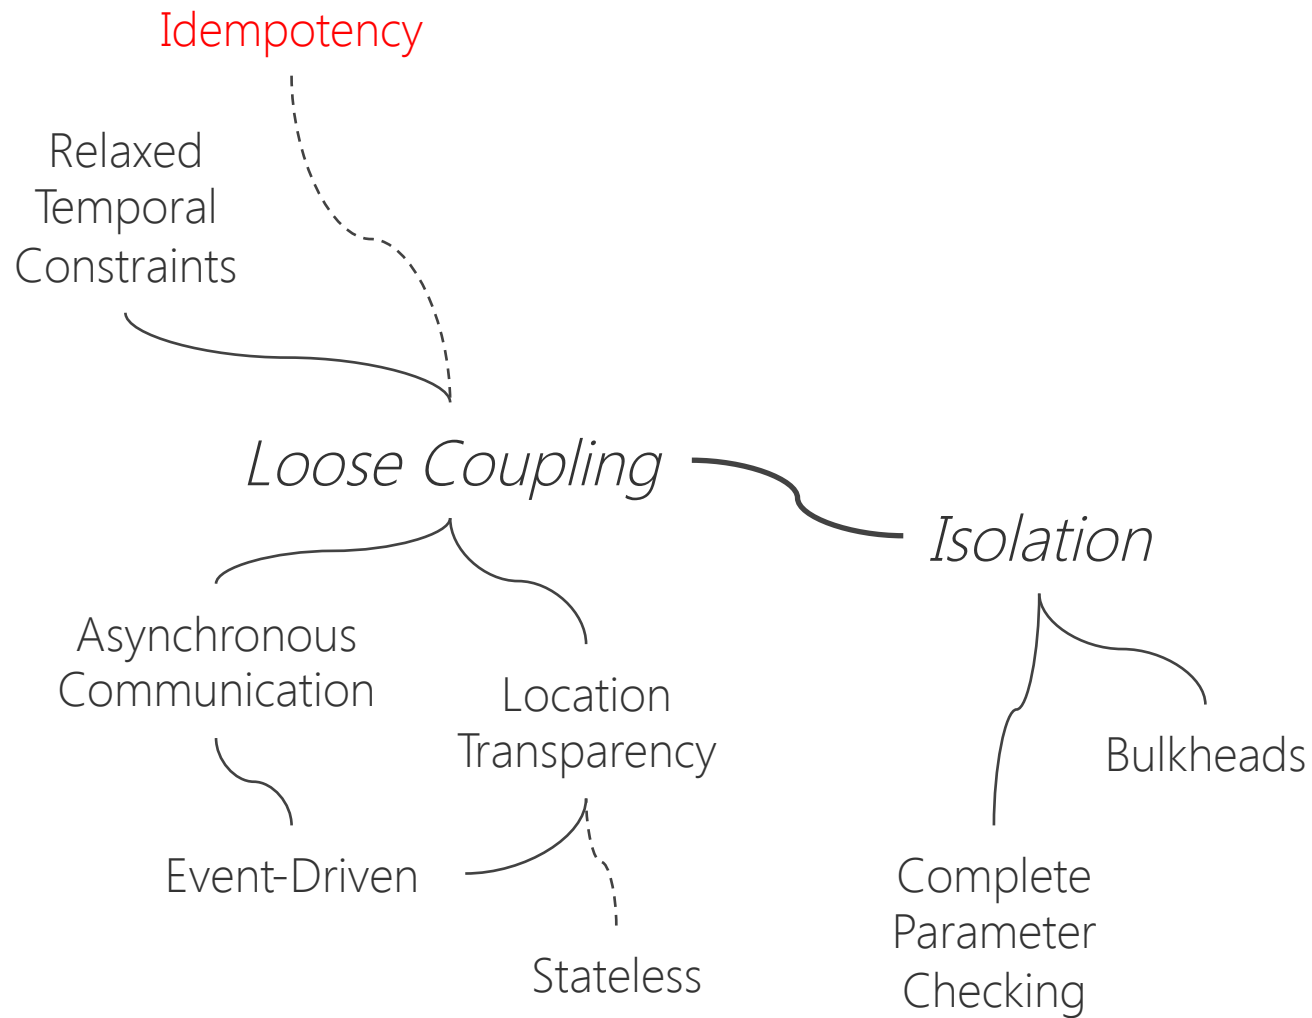 Idempotency
Relaxed
Temporal
Constraints
Loose Coupling
Isolation
Asynchronous
Communication
Location
Transparency
Bulkheads
Event-Driven
Complete
Parameter
Checking
Stateless